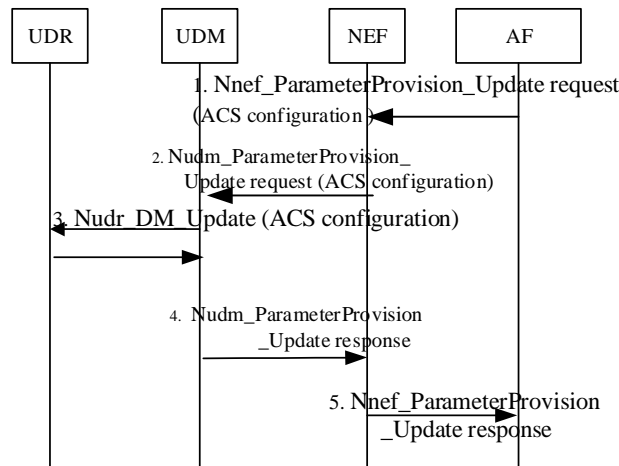 UDR UDM NEF AF
1. Nnef_ParameterProvision_Update request
(ACS configuration )
2. Nudm_ParameterProvision_
Update request (ACS configuration)
3. Nudr_DM_Update (ACS configuration)
4. Nudm_ParameterProvision
_Update response
5. Nnef_ParameterProvision
_Update response